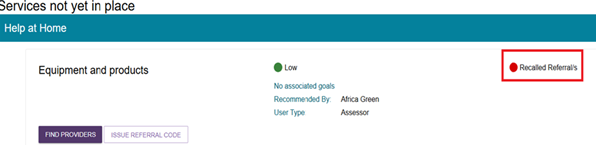 Services not yet in place
Help at Home
Equipment and products
Low
Recalled Referral/s
No associated goals
Recommended By: Africa Green
User Type Assessor
FIND PROVIDERS
ISSUE REFERRAL CODE